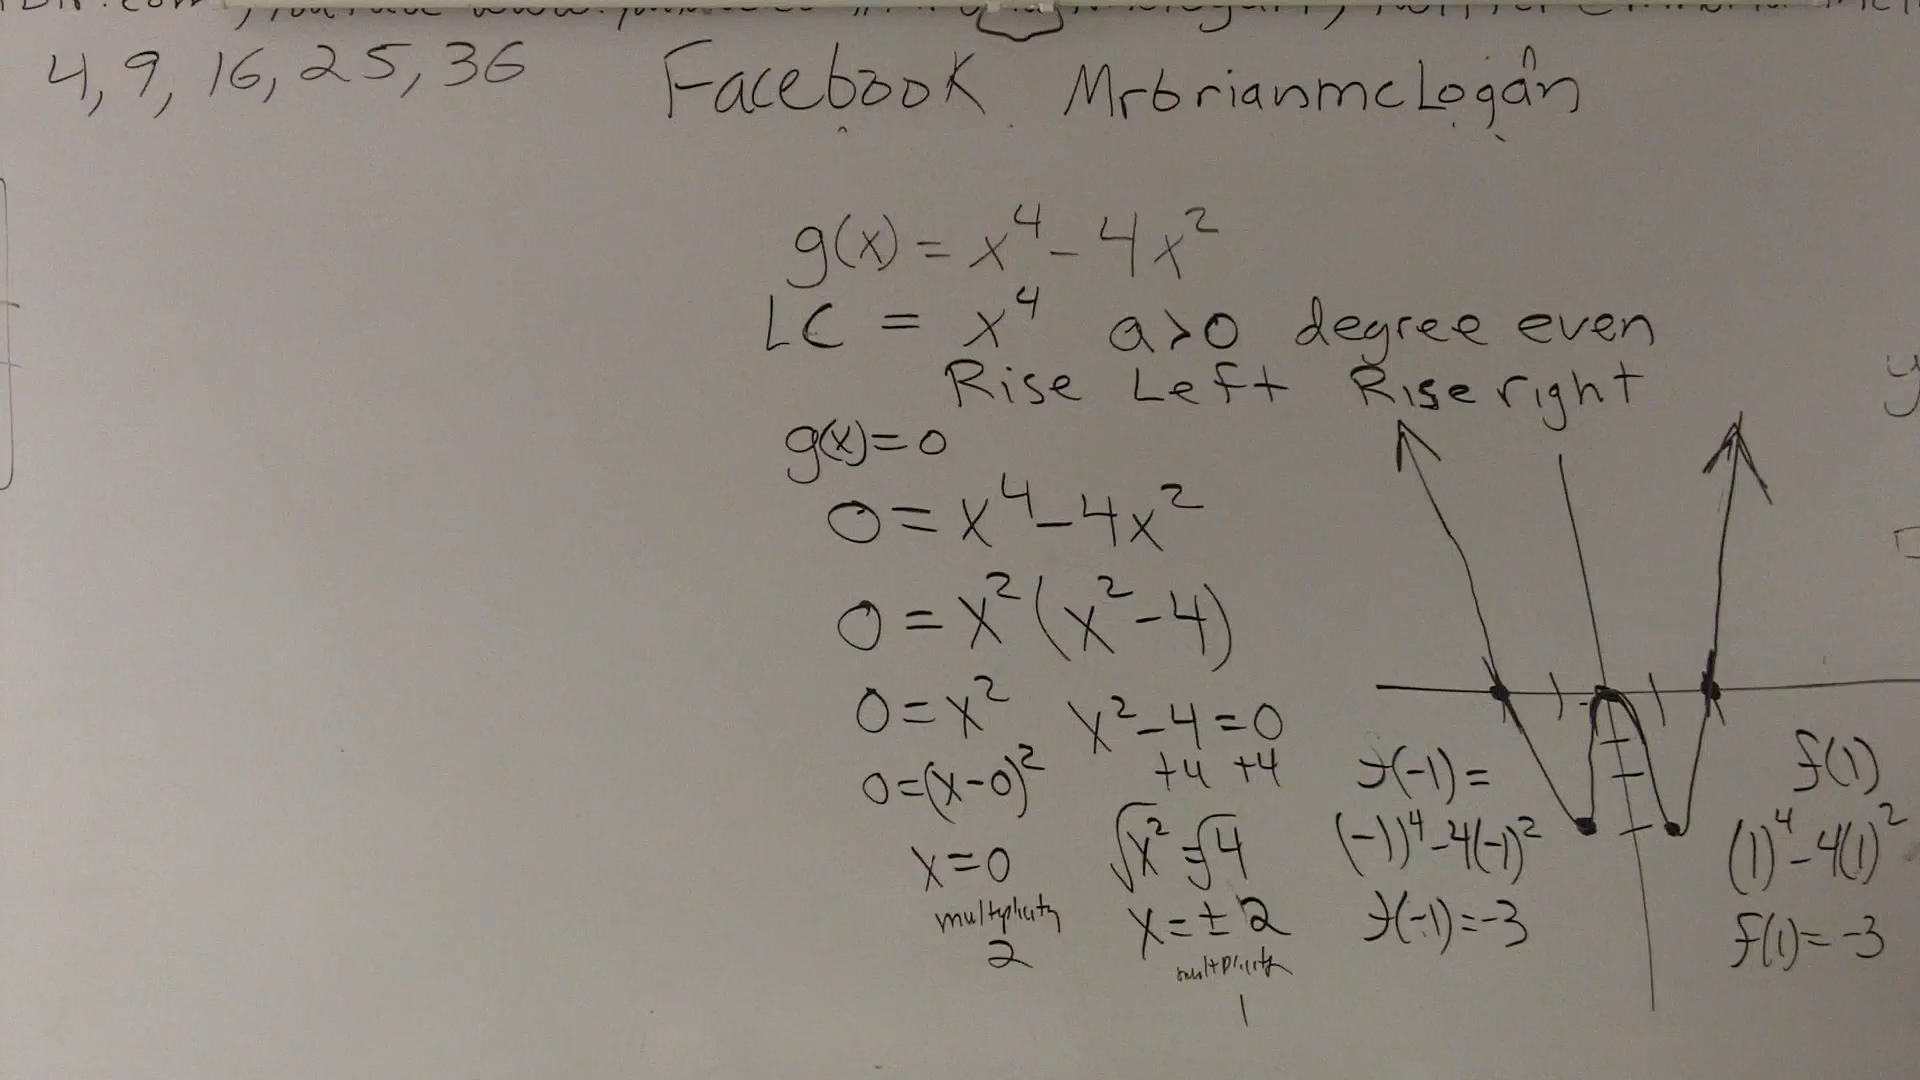 4, 9, 16, 25, 36
Facebook MrbrianmcLogan
g(x) = x⁴ - 4x²
LC = x⁴ a>0 degree even
Rise Left Rise right
g(x)=0
0 = x⁴ - 4x²
0 = x²(x² - 4)
0 = x² x² - 4 = 0
0=(x-0)² +4 +4
x=0 √x² = √4
multiplicity
2
x = ± 2
multiplicity
1
f(-1) =
(-1)⁴ - 4(-1)²
f(-1) = -3
f(1)
(1)⁴ - 4(1)²
f(1) = -3